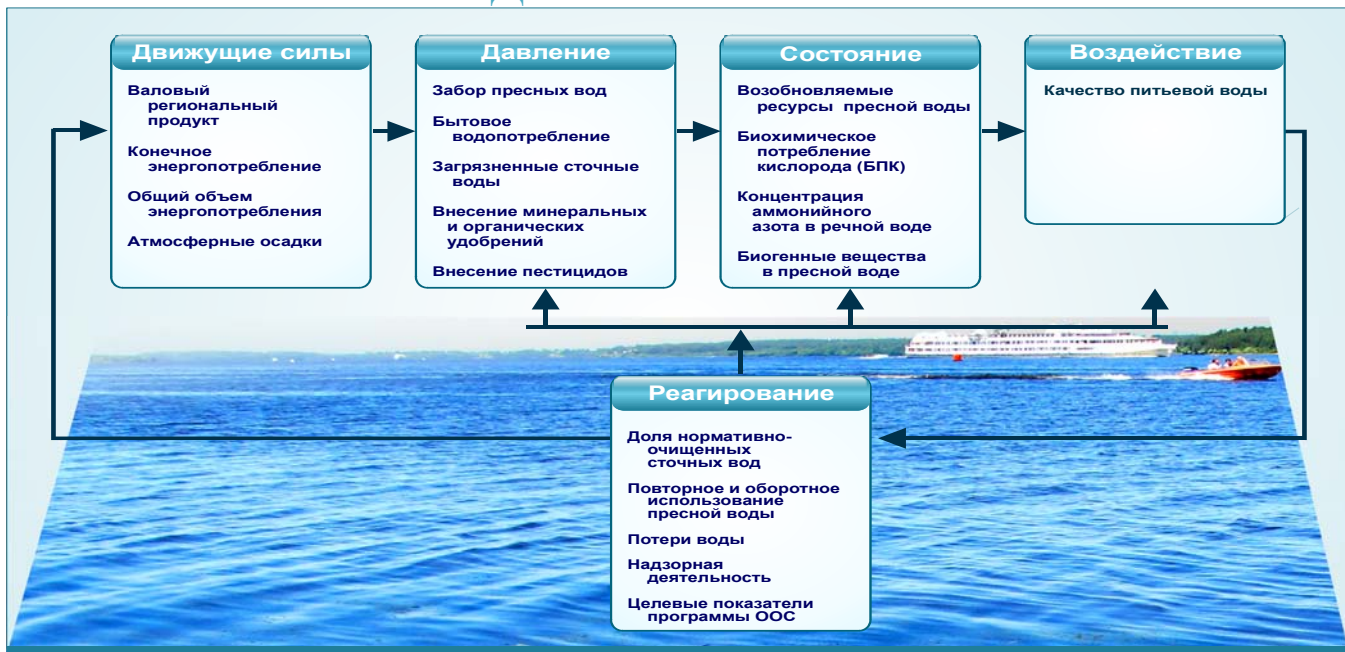 Движущие силы
Валовый
региональный
продукт
Конечное
энергопотребление
Общий объем
энергопотребления
Атмосферные осадки
Давление
Забор пресных вод
Бытовое
водопотребление
Загрязненные сточные
воды
Внесение минеральных
и органических
удобрений
Внесение пестицидов
Состояние
Возобновляемые
ресурсы пресной воды
Биохимическое
потребление
кислорода (БПК)
Концентрация
аммонийного
азота в речной воде
Биогенные вещества
в пресной воде
Воздействие
Качество питьевой воды
Реагирование
Доля нормативно-
очищенных
сточных вод
Повторное и оборотное
использование
пресной воды
Потери воды
Надзорная
деятельность
Целевые показатели
программы ООС